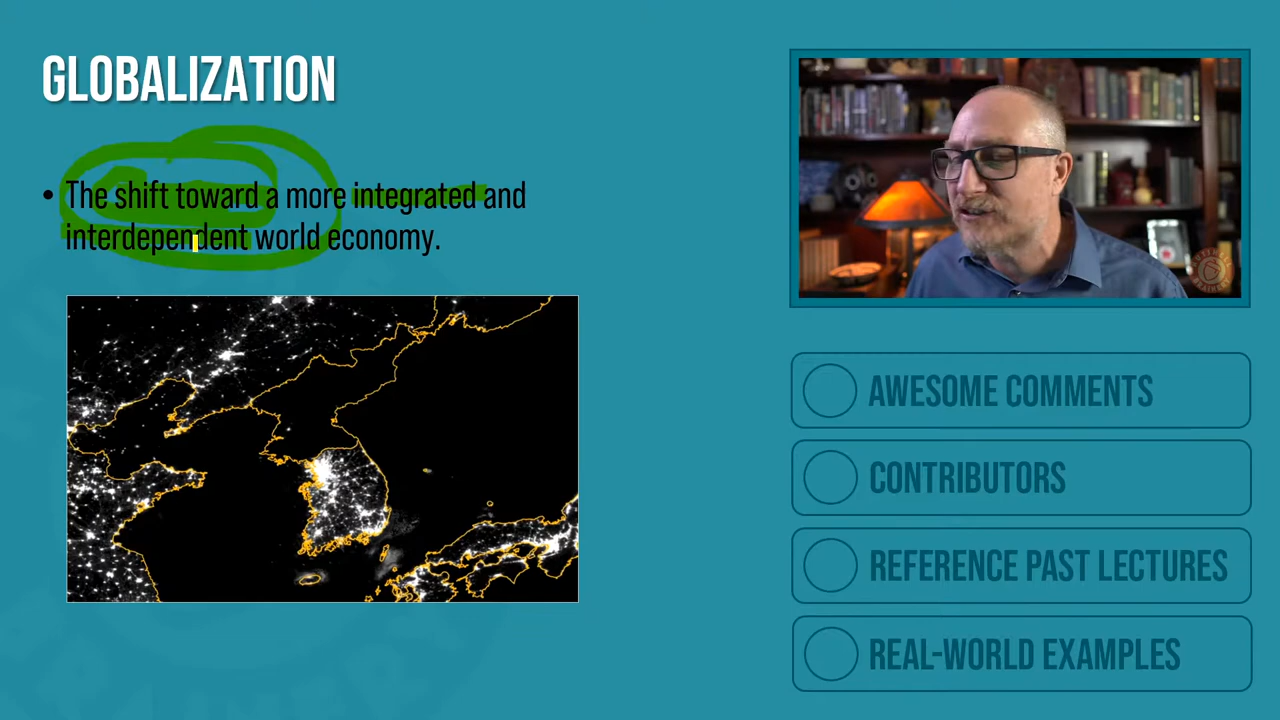 GLOBALIZATION
• The shift toward a more integrated and
interdependent world economy.
AWESOME COMMENTS
CONTRIBUTORS
REFERENCE PAST LECTURES
REAL-WORLD EXAMPLES